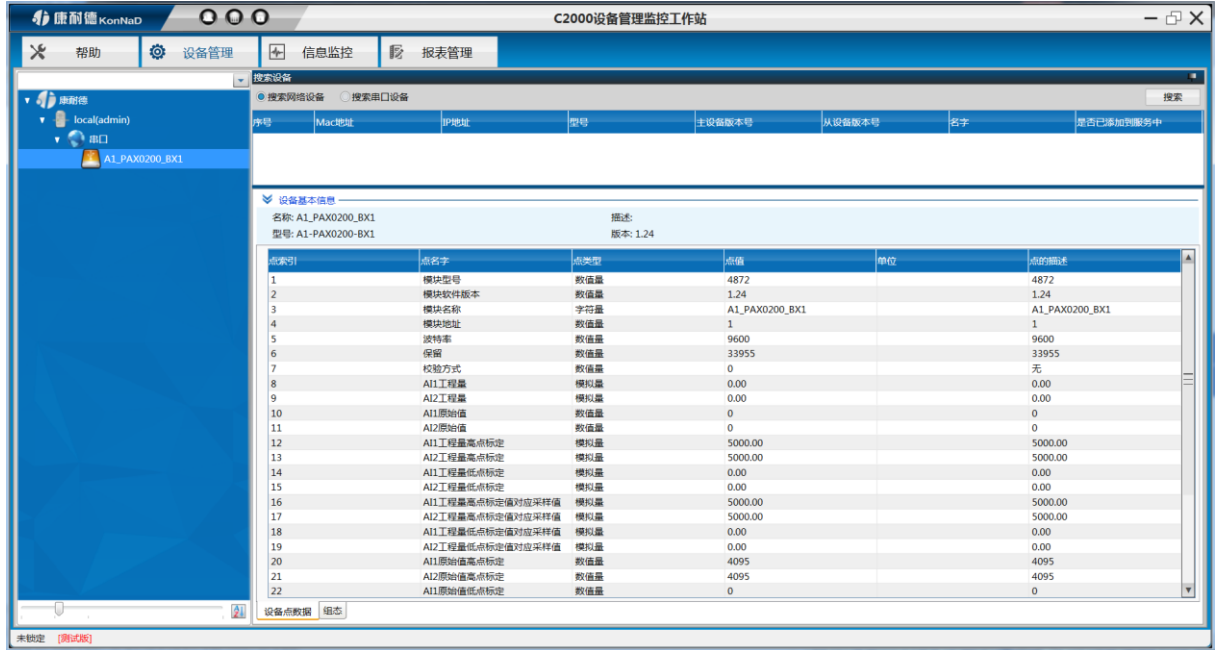 康耐德 KonNaD
C2000设备管理监控工作站
帮助 设备管理 信息监控 报表管理
搜索设备
搜索网络设备 搜索串口设备 搜索
序号 Mac地址 IP地址 型号 主设备版本号 从设备版本号 名字 是否已添加到服务中
康耐德
local(admin)
串口
A1_PAX0200_BX1
设备基本信息
名称: A1_PAX0200_BX1 描述:
型号: A1-PAX0200-BX1 版本: 1.24
点索引 点名字 点类型 点值 单位 点的描述
1 模块型号 数值量 4872 4872
2 模块软件版本 数值量 1.24 1.24
3 模块名称 字符量 A1_PAX0200_BX1 A1_PAX0200_BX1
4 模块地址 数值量 1 1
5 波特率 数值量 9600 9600
6 保留 数值量 33955 33955
7 校验方式 数值量 0 无
8 AI1工程量 模拟量 0.00 0.00
9 AI2工程量 模拟量 0.00 0.00
10 AI1原始值 数值量 0 0
11 AI2原始值 数值量 0 0
12 AI1工程量高点标定 模拟量 5000.00 5000.00
13 AI2工程量高点标定 模拟量 5000.00 5000.00
14 AI1工程量低点标定 模拟量 0.00 0.00
15 AI2工程量低点标定 模拟量 0.00 0.00
16 AI1工程量高点标定值对应采样值 模拟量 5000.00 5000.00
17 AI2工程量高点标定值对应采样值 模拟量 5000.00 5000.00
18 AI1工程量低点标定值对应采样值 模拟量 0.00 0.00
19 AI2工程量低点标定值对应采样值 模拟量 0.00 0.00
20 AI1原始值高点标定 数值量 4095 4095
21 AI2原始值高点标定 数值量 4095 4095
22 AI1原始值低点标定 数值量 0 0
设备点数据 组态
未锁定 [测试版]